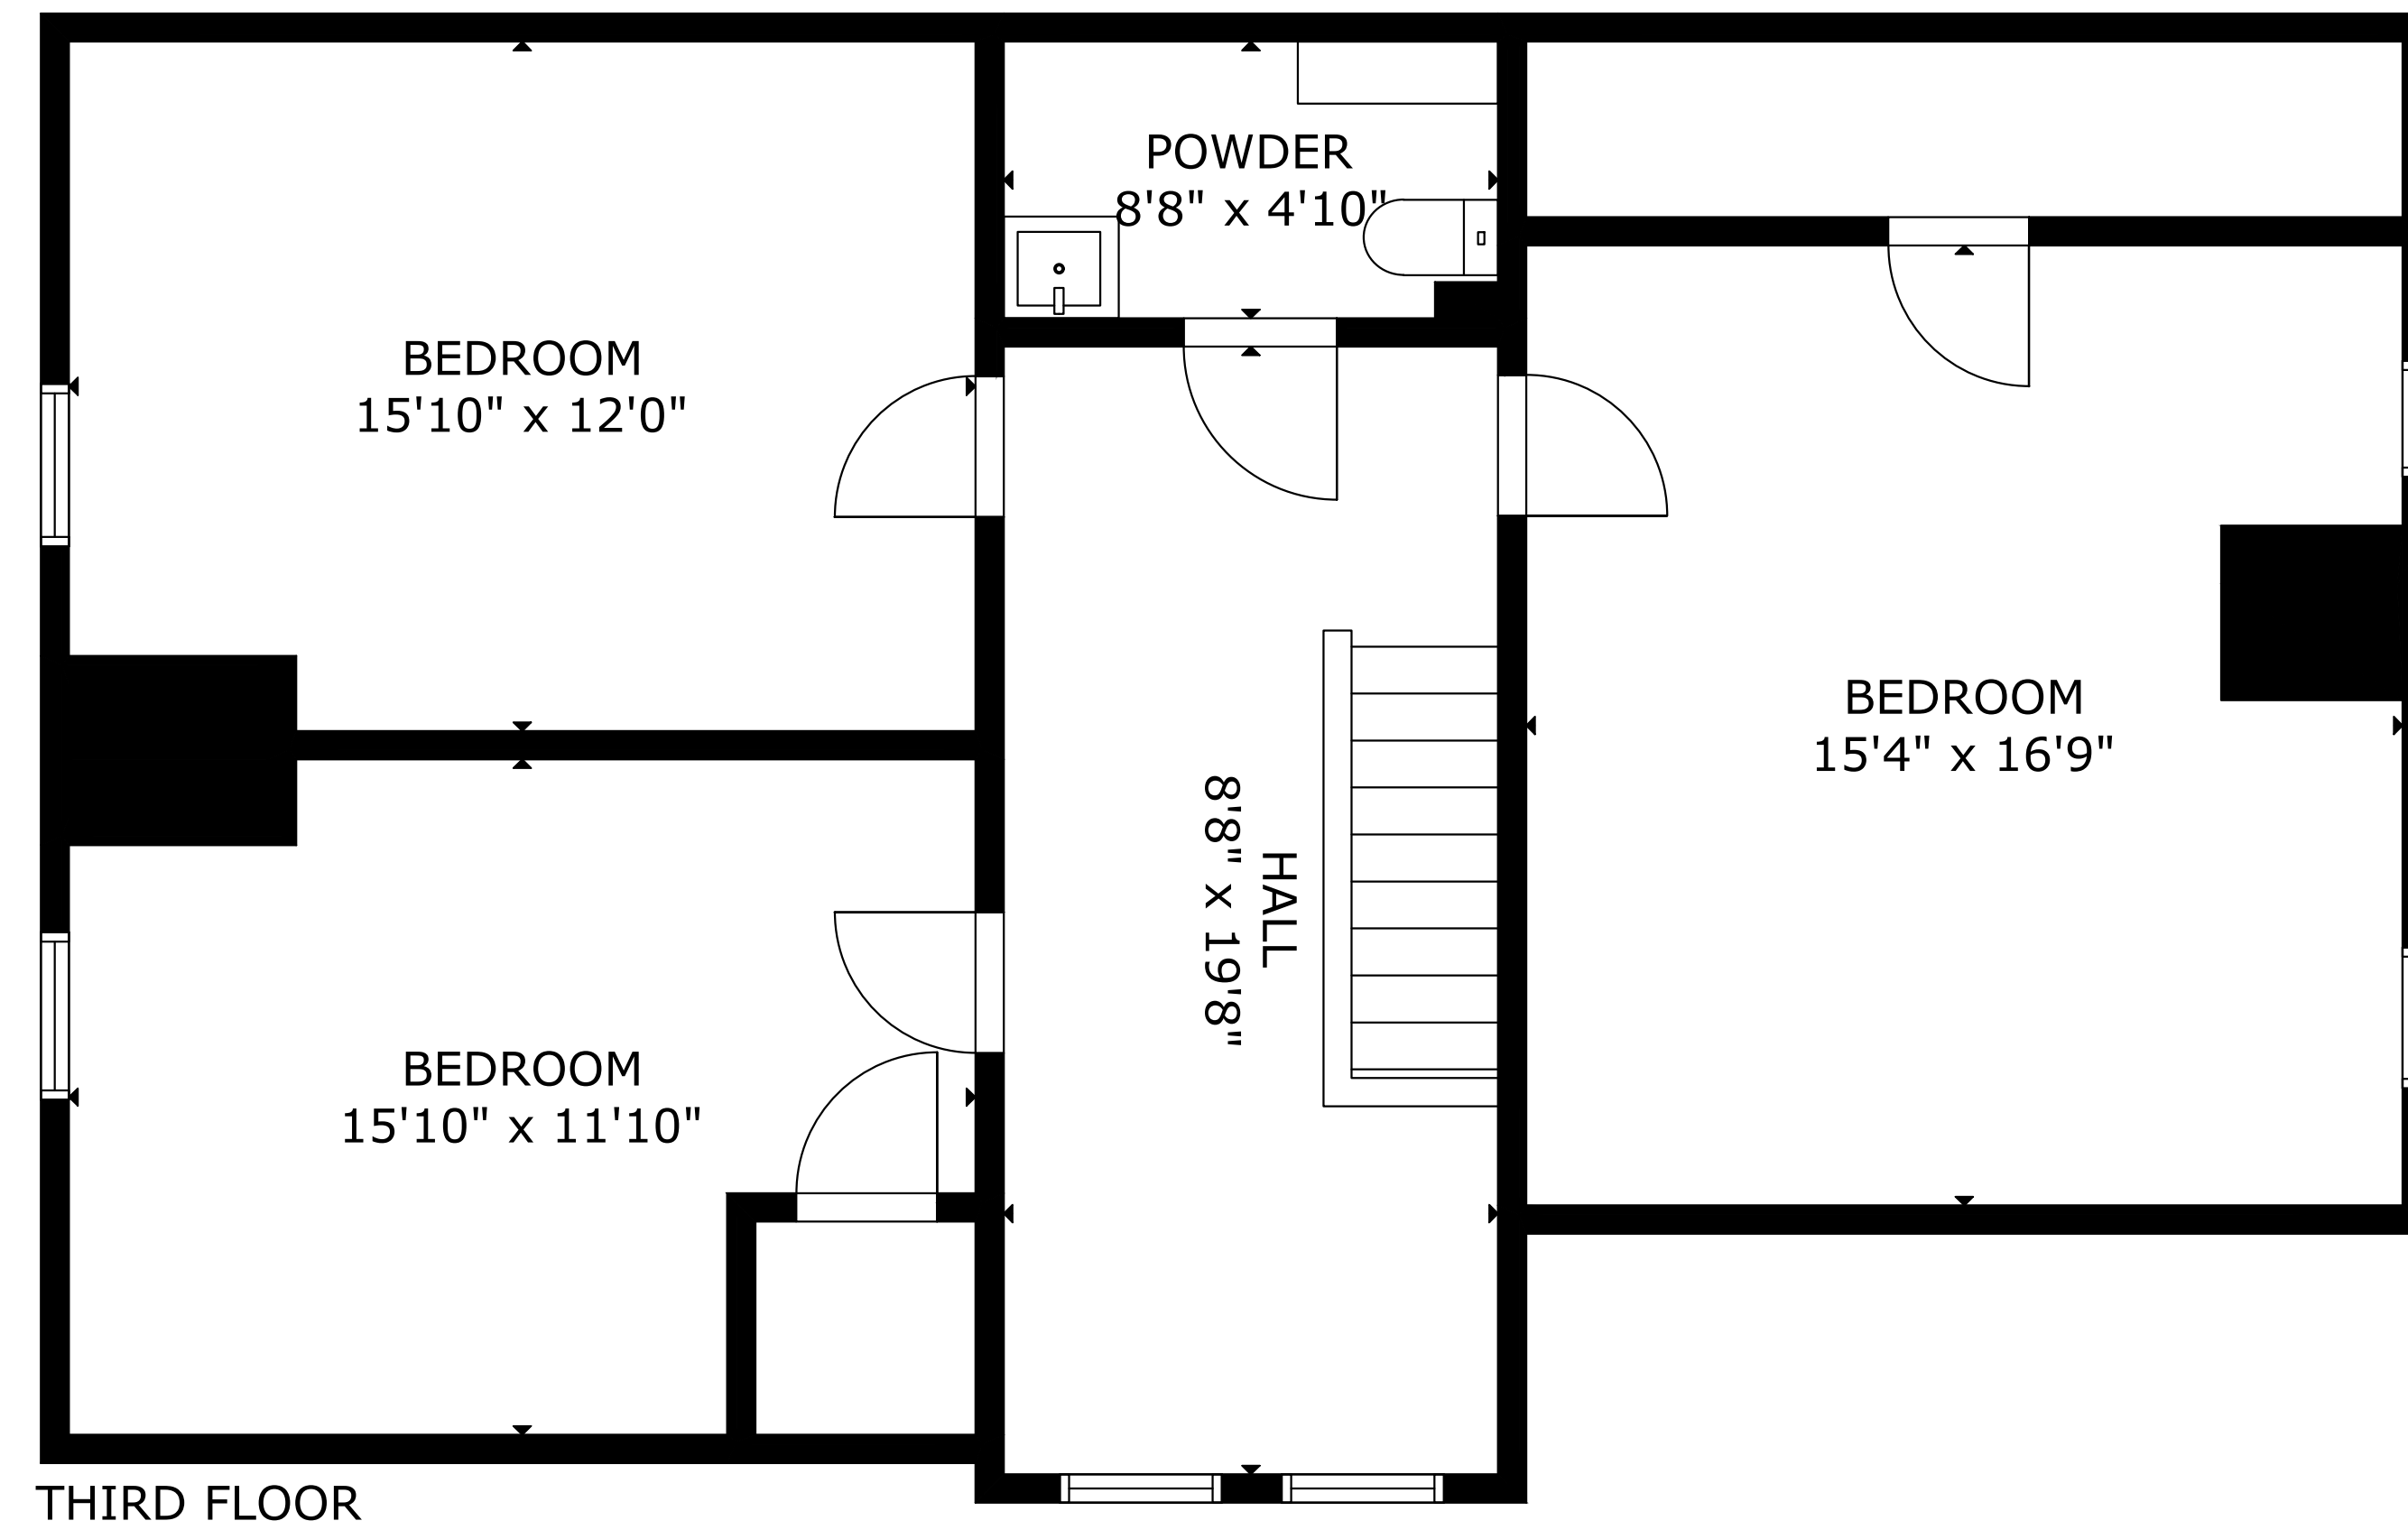 POWDER
8'8" x 4'10"
BEDROOM
15'10" x 12'0"
BEDROOM
15'4" x 16'9"
HALL
8'8" x 19'8"
BEDROOM
15'10" x 11'10"
THIRD FLOOR